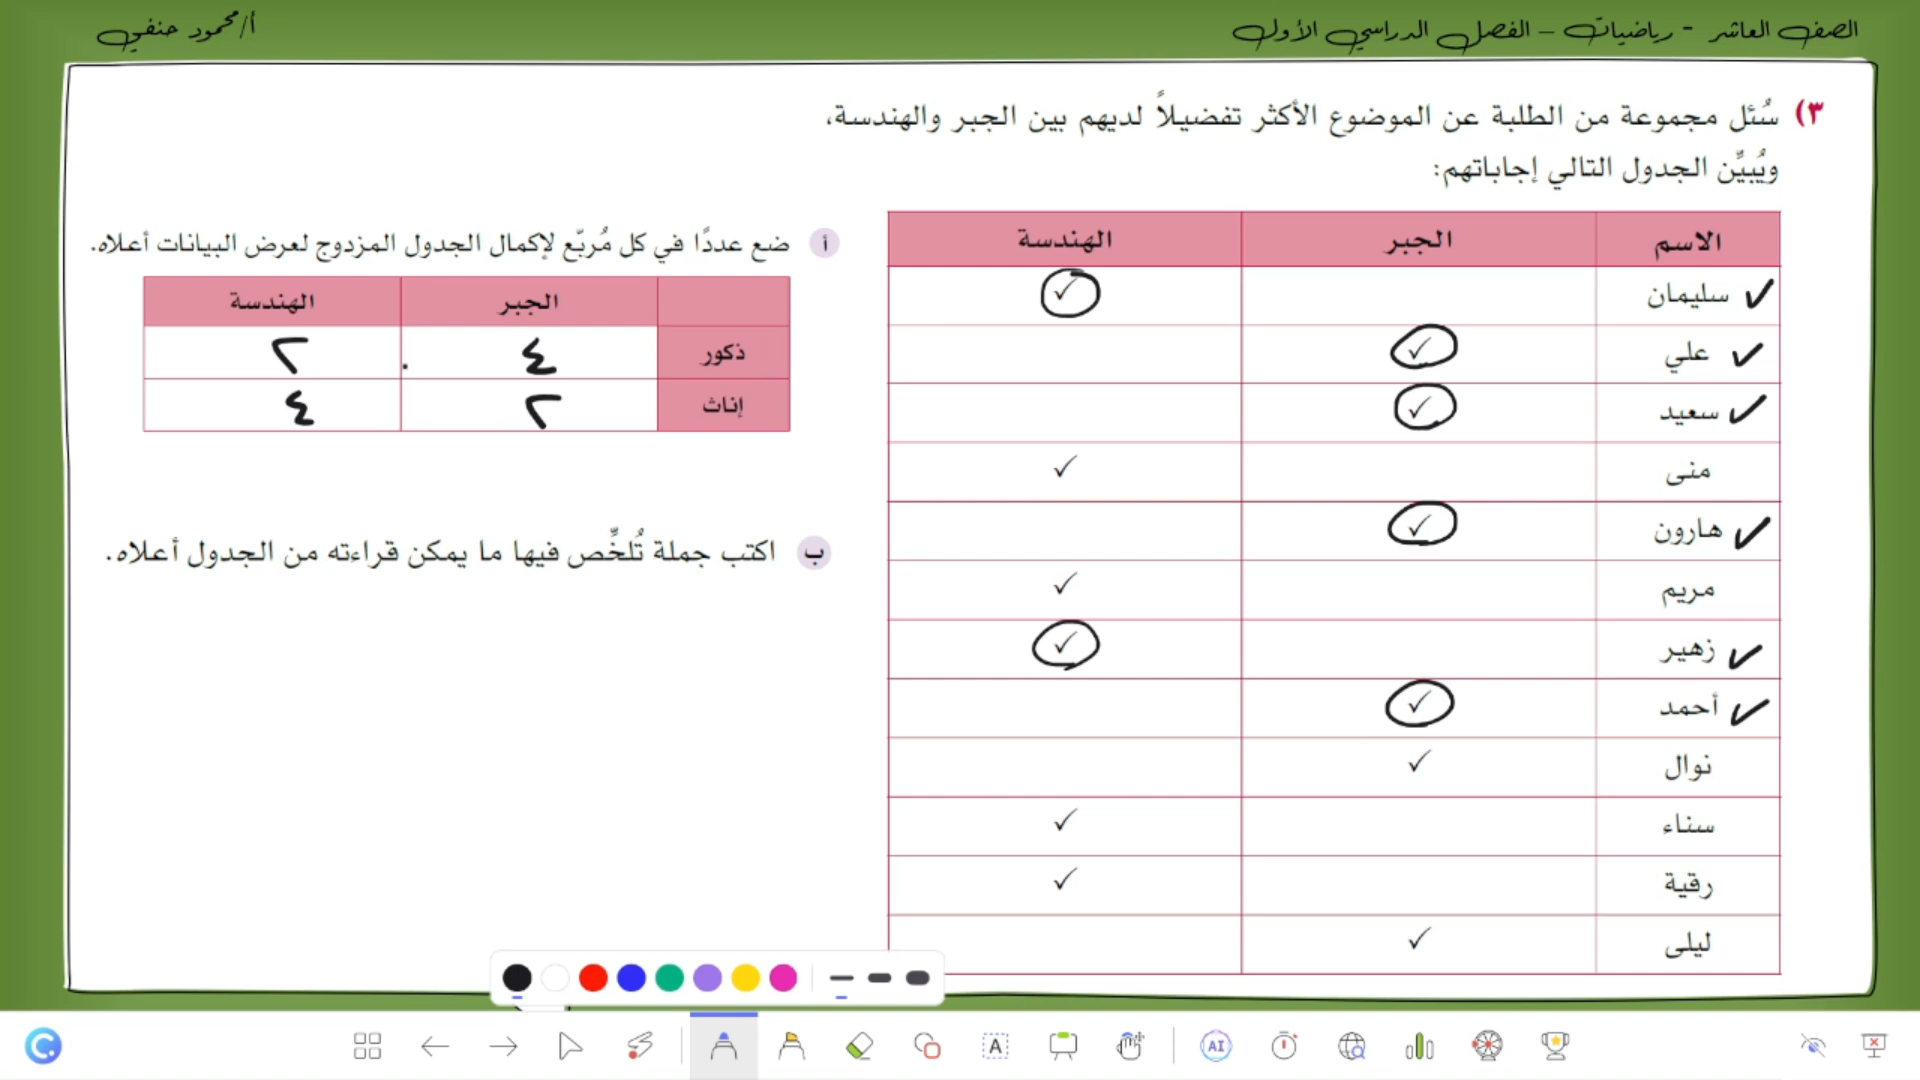 الصف العاشر - رياضيات - الفصل الدراسي الأول
أ/محمود حنفي
٣) سُئل مجموعة من الطلبة عن الموضوع الأكثر تفضيلاً لديهم بين الجبر والهندسة،
ويُبيِّن الجدول التالي إجاباتهم:
الاسم الجبر الهندسة
✓ سليمان ✓
✓ علي ✓
✓ سعيد ✓
منى ✓
✓ هارون ✓
مريم ✓
✓ زهير ✓
✓ أحمد ✓
نوال ✓
سناء ✓
رقية ✓
ليلى ✓
أ ضع عددًا في كل مُربّع لإكمال الجدول المزدوج لعرض البيانات أعلاه.
الجبر الهندسة
ذكور ٤ ٢
إناث ٢ ٤
ب اكتب جملة تُلخِّص فيها ما يمكن قراءته من الجدول أعلاه.
A
AI